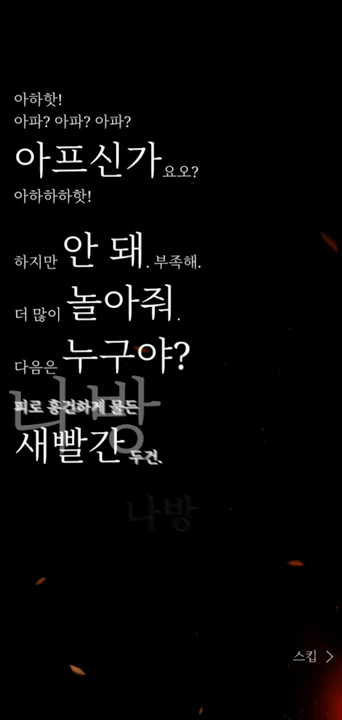 아하핫!
아파? 아파? 아파?
아프신가요오?
아하하하핫!
하지만 안 돼. 부족해.
더 많이 놀아줘.
다음은 누구야?
나방
피로 흥건하게 물든
새빨간 두건.
나방
스킵 >